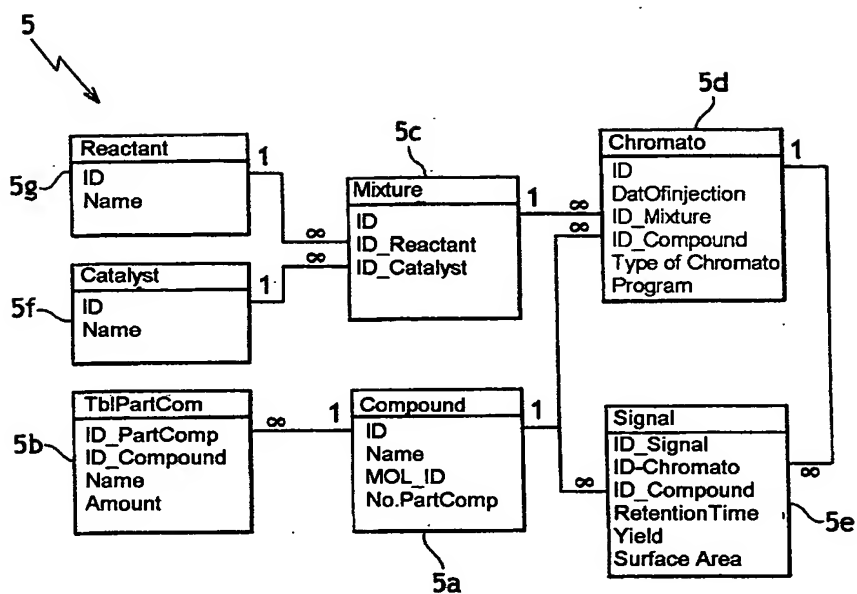 5
Reactant
ID
Name
5g
1
∞
Catalyst
ID
Name
5f
1
∞
5c
Mixture
ID
ID_Reactant
ID_Catalyst
1
∞
5d
Chromato
ID
DatOfinjection
ID_Mixture
ID_Compound
Type of Chromato
Program
1
∞
TblPartCom
ID_PartComp
ID_Compound
Name
Amount
5b
∞
1
Compound
ID
Name
MOL_ID
No.PartComp
5a
1
∞
Signal
ID_Signal
ID-Chromato
ID_Compound
RetentionTime
Yield
Surface Area
∞
5e